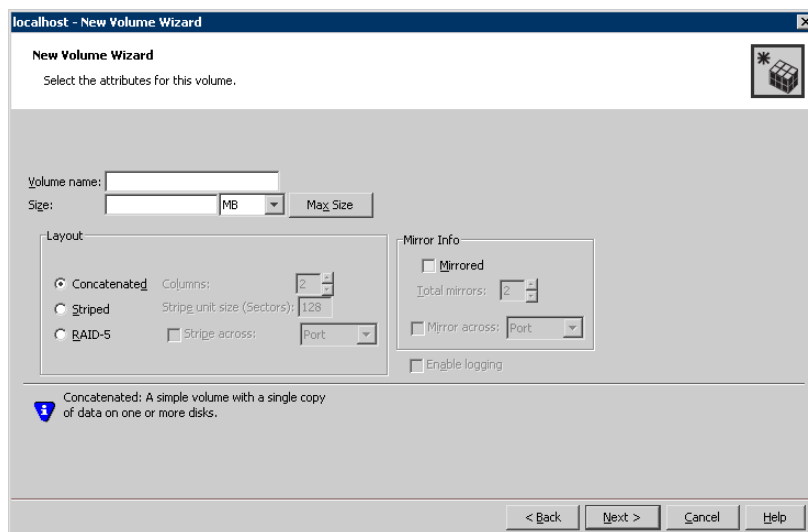 localhost - New Volume Wizard
New Volume Wizard
Select the attributes for this volume.
Volume name:
Size:
MB
Max Size
Layout
Concatenated
Columns:
2
Striped
Stripe unit size (Sectors):
128
RAID-5
Stripe across:
Port
Mirror Info
Mirrored
Total mirrors:
2
Mirror across:
Port
Enable logging
Concatenated: A simple volume with a single copy
of data on one or more disks.
< Back
Next >
Cancel
Help